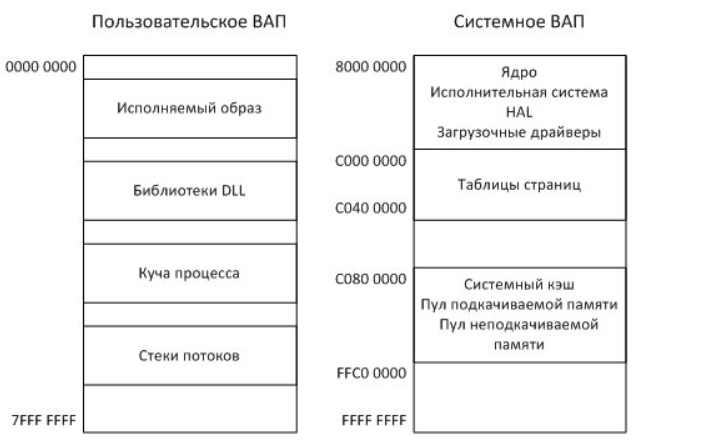 Пользовательское ВАП
0000 0000
Исполняемый образ
Библиотеки DLL
Куча процесса
Стеки потоков
7FFF FFFF
Системное ВАП
8000 0000
Ядро
Исполнительная система
HAL
Загрузочные драйверы
C000 0000
Таблицы страниц
C040 0000
C080 0000
Системный кэш
Пул подкачиваемой памяти
Пул неподкачиваемой
памяти
FFC0 0000
FFFF FFFF